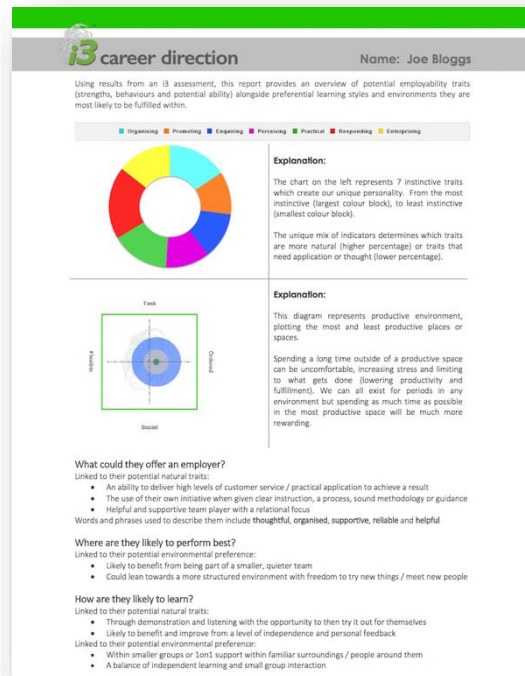 i3 career direction
Name: Joe Bloggs
Using results from an i3 assessment, this report provides an overview of potential employability traits
(strengths, behaviours and potential ability) alongside preferential learning styles and environments they are
most likely to be fulfilled within.
Organising Promoting Enquiring Perceiving Practical Responding Enterprising
Explanation:
The chart on the left represents 7 instinctive traits
which create our unique personality. From the most
instinctive (largest colour block), to least instinctive
(smallest colour block).
The unique mix of indicators determines which traits
are more natural (higher percentage) or traits that
need application or thought (lower percentage).
Task
Flexible
Ordered
Social
Explanation:
This diagram represents productive environment,
plotting the most and least productive places or
spaces.
Spending a long time outside of a productive space
can be uncomfortable, increasing stress and limiting
to what gets done (lowering productivity and
fulfillment). We can all exist for periods in any
environment but spending as much time as possible
in the most productive space will be much more
rewarding.
What could they offer an employer?
Linked to their potential natural traits:
• An ability to deliver high levels of customer service / practical application to achieve a result
• The use of their own initiative when given clear instruction, a process, sound methodology or guidance
• Helpful and supportive team player with a relational focus
Words and phrases used to describe them include thoughtful, organised, supportive, reliable and helpful
Where are they likely to perform best?
Linked to their potential environmental preference:
• Likely to benefit from being part of a smaller, quieter team
• Could lean towards a more structured environment with freedom to try new things / meet new people
How are they likely to learn?
Linked to their potential natural traits:
• Through demonstration and listening with the opportunity to then try it out for themselves
• Likely to benefit and improve from a level of independence and personal feedback
Linked to their potential environmental preference:
• Within smaller groups or 1on1 support within familiar surroundings / people around them
• A balance of independent learning and small group interaction